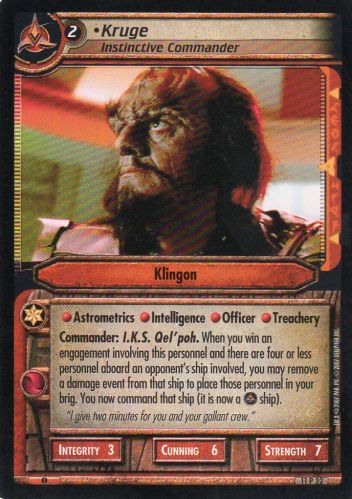 2
•Kruge
Instinctive Commander
Klingon
• Astrometrics • Intelligence • Officer • Treachery
Commander: I.K.S. Qel'poh. When you win an
engagement involving this personnel and there are four or less
personnel aboard an opponent's ship involved, you may remove
a damage event from that ship to place those personnel in your
brig. You now command that ship (it is now a ship).
"I give two minutes for you and your gallant crew."
INTEGRITY 3 CUNNING 6 STRENGTH 7
11 P 22